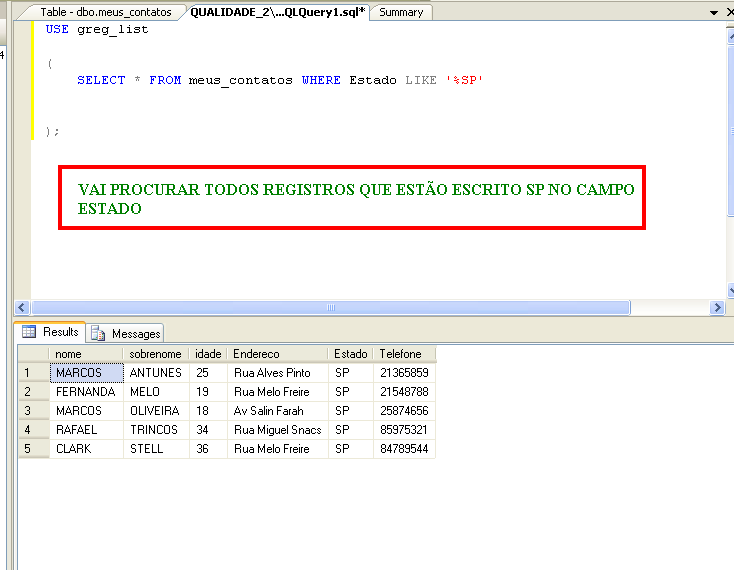 Table - dbo.meus_contatos QUALIDADE_2\...QLQuery1.sql* Summary
4
USE greg_list
(
SELECT * FROM meus_contatos WHERE Estado LIKE '%SP'
);
VAI PROCURAR TODOS REGISTROS QUE ESTÃO ESCRITO SP NO CAMPO
ESTADO
Results Messages
nome sobrenome idade Endereco Estado Telefone
1 MARCOS ANTUNES 25 Rua Alves Pinto SP 21365859
2 FERNANDA MELO 19 Rua Melo Freire SP 21548788
3 MARCOS OLIVEIRA 18 Av Salin Farah SP 25874656
4 RAFAEL TRINCOS 34 Rua Miguel Snacs SP 85975321
5 CLARK STELL 36 Rua Melo Freire SP 84789544